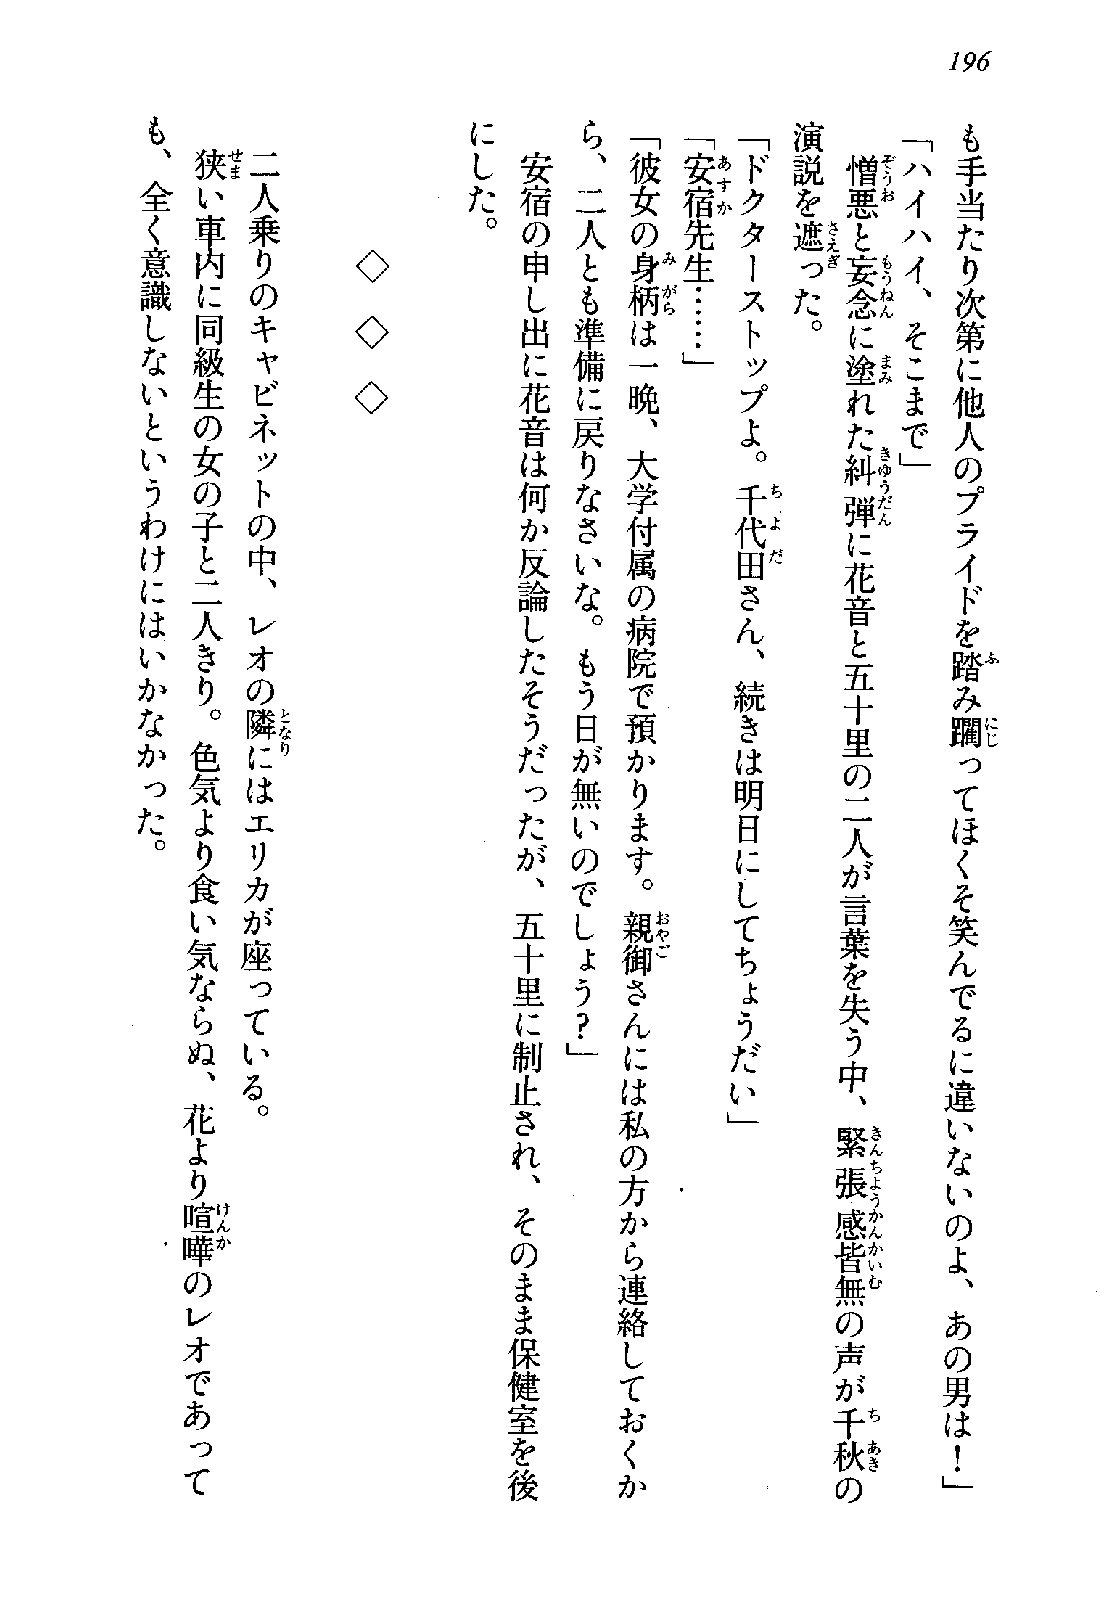 196
も手当たり次第に他人のプライドを踏み躙ってほくそ笑んでるに違いないのよ、あの男は！」
「ハイハイ、そこまで」
憎悪と妄念に塗れた糾弾に花音と五十里の二人が言葉を失う中、緊張感皆無の声が千秋の
演説を遮った。
「ドクターストップよ。千代田さん、続きは明日にしてちょうだい」
「安宿先生……」
「彼女の身柄は一晩、大学付属の病院で預かります。親御さんには私の方から連絡しておくか
ら、二人とも準備に戻りなさいな。もう日が無いのでしょう？」
安宿の申し出に花音は何か反論したそうだったが、五十里に制止され、そのまま保健室を後
にした。
◇ ◇ ◇
二人乗りのキャビネットの中、レオの隣にはエリカが座っている。
狭い車内に同級生の女の子と二人きり。色気より食い気ならぬ、花より喧嘩のレオであって
も、全く意識しないというわけにはいかなかった。